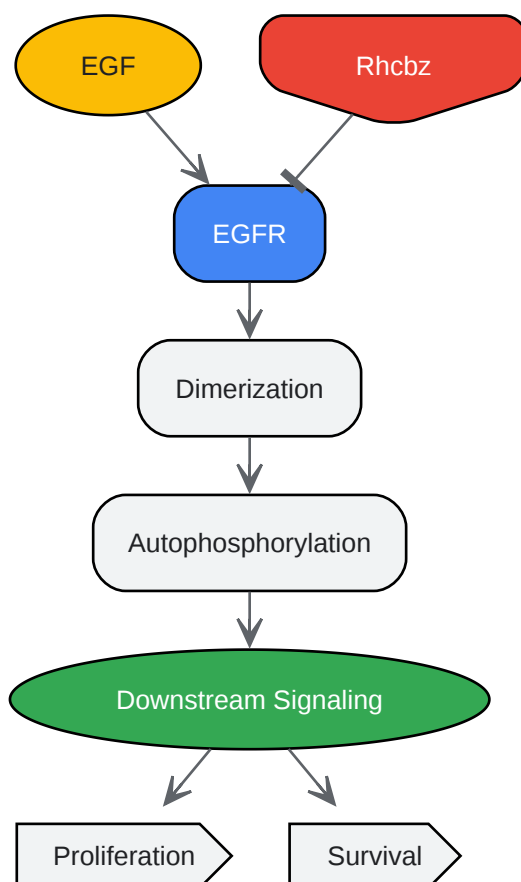 EGF
Rhcbz
EGFR
Dimerization
Autophosphorylation
Downstream Signaling
Proliferation
Survival